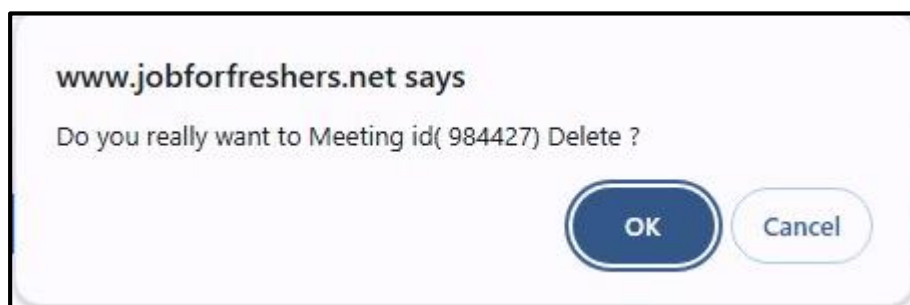 www.jobforfreshers.net says
Do you really want to Meeting id( 984427) Delete ?
OK
Cancel